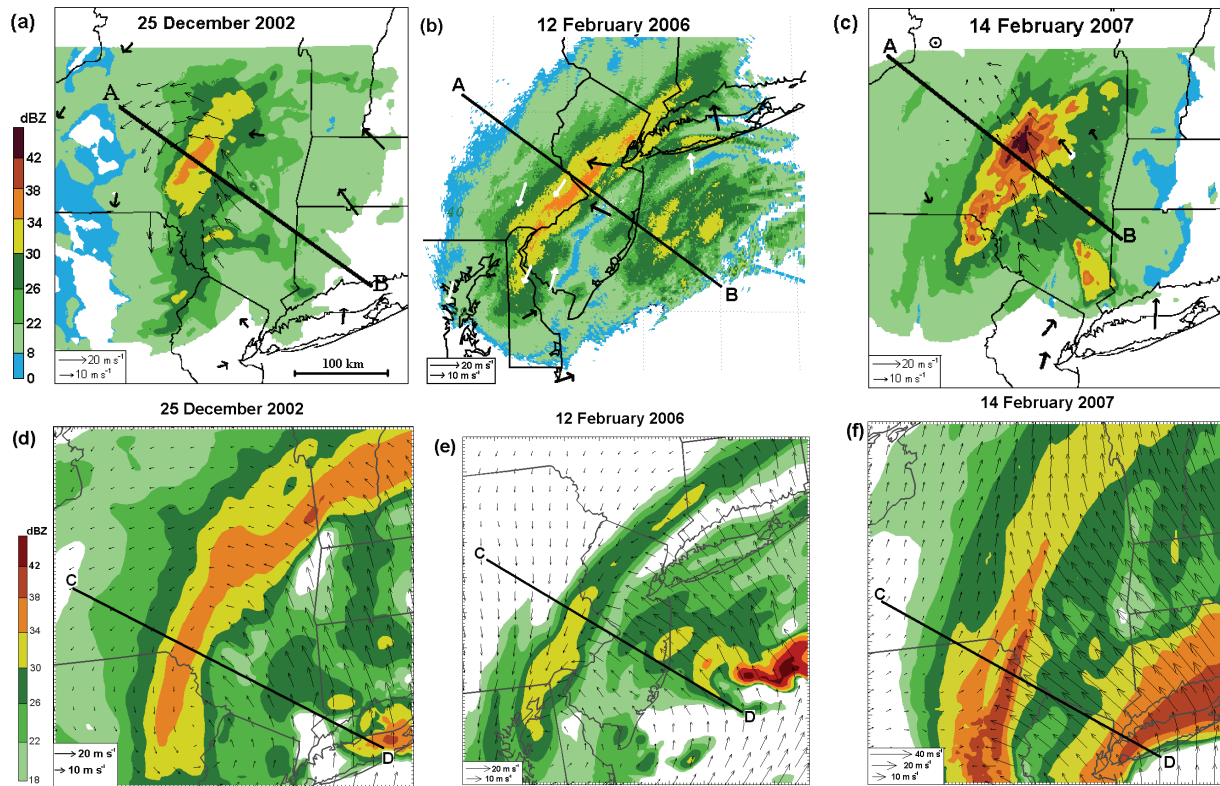 (a)
25 December 2002
A
B
dBZ
42
38
34
30
26
22
8
0
20 m s⁻¹
10 m s⁻¹
100 km
(b)
12 February 2006
A
B
40
20 m s⁻¹
10 m s⁻¹
(c)
14 February 2007
A
B
20 m s⁻¹
10 m s⁻¹
(d)
25 December 2002
C
D
dBZ
42
38
34
30
26
22
18
20 m s⁻¹
10 m s⁻¹
(e)
12 February 2006
C
D
20 m s⁻¹
10 m s⁻¹
(f)
14 February 2007
C
D
40 m s⁻¹
20 m s⁻¹
10 m s⁻¹